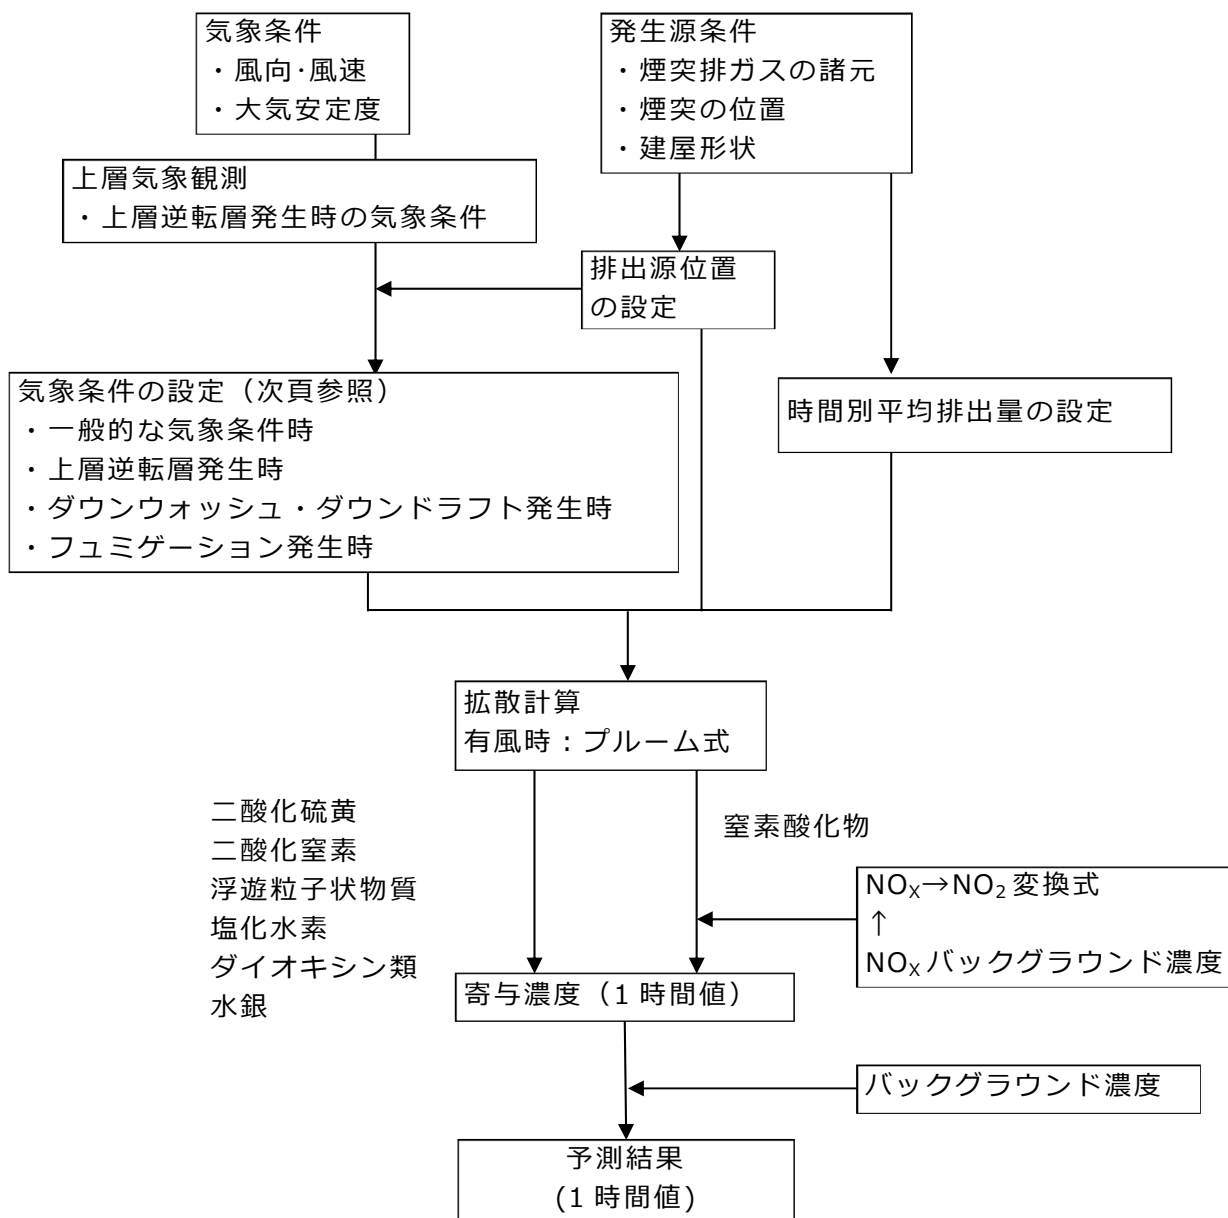 気象条件
・風向･風速
・大気安定度
発生源条件
・煙突排ガスの諸元
・煙突の位置
・建屋形状
上層気象観測
・上層逆転層発生時の気象条件
排出源位置
の設定
気象条件の設定（次頁参照）
・一般的な気象条件時
・上層逆転層発生時
・ダウンウォッシュ・ダウンドラフト発生時
・フュミゲーション発生時
時間別平均排出量の設定
拡散計算
有風時：プルーム式
二酸化硫黄
二酸化窒素
浮遊粒子状物質
塩化水素
ダイオキシン類
水銀
窒素酸化物
NOX→NO2変換式
↑
NOXバックグラウンド濃度
寄与濃度（1時間値）
バックグラウンド濃度
予測結果
(1時間値)